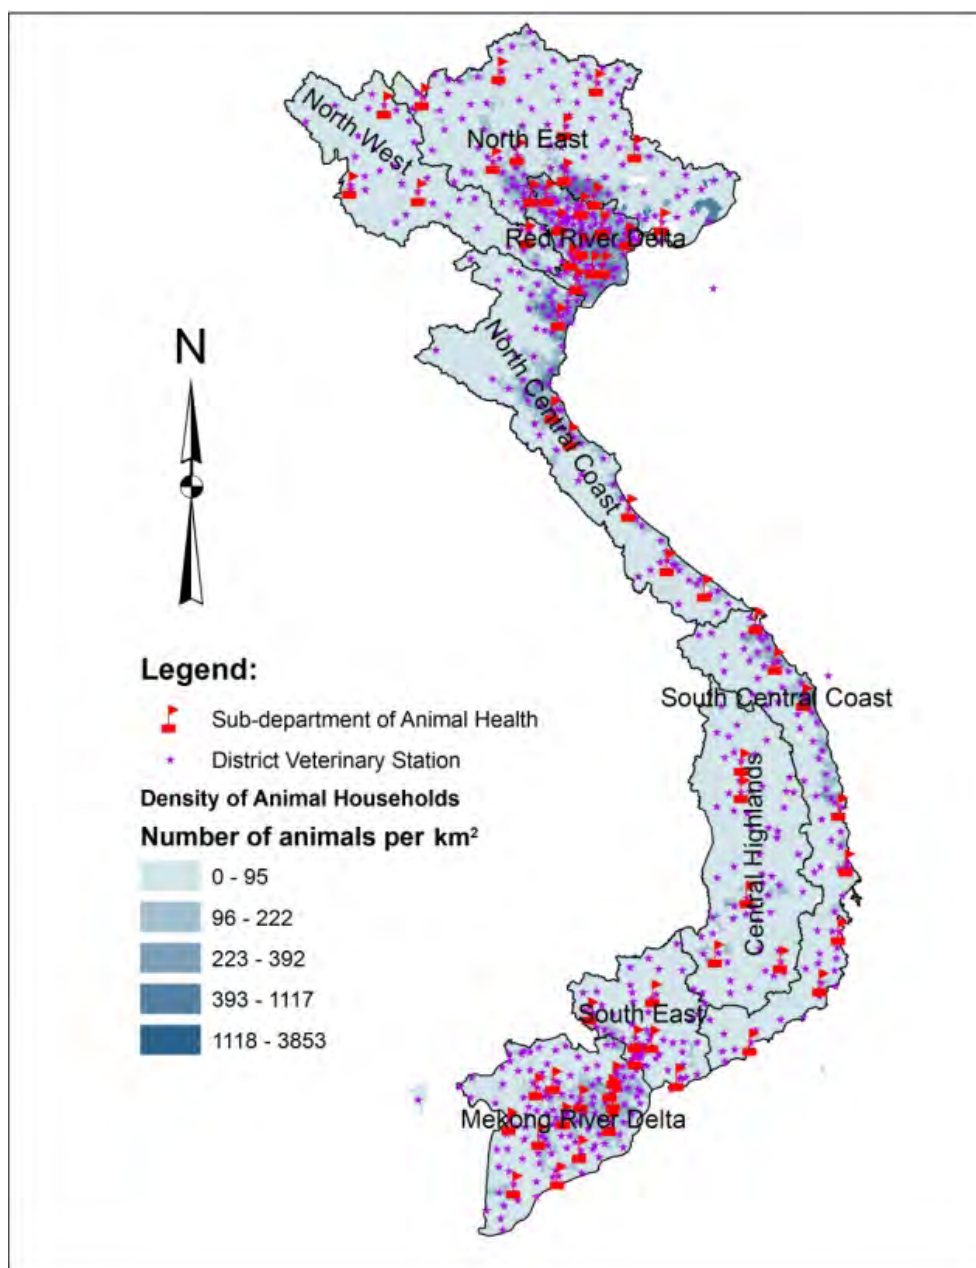 North West
North East
Red River Delta
N
North Central Coast
Legend:
Sub-department of Animal Health
South Central Coast
District Veterinary Station
Density of Animal Households
Number of animals per km²
Central Highlands
0 - 95
96 - 222
223 - 392
393 - 1117
1118 - 3853
South East
Mekong River Delta